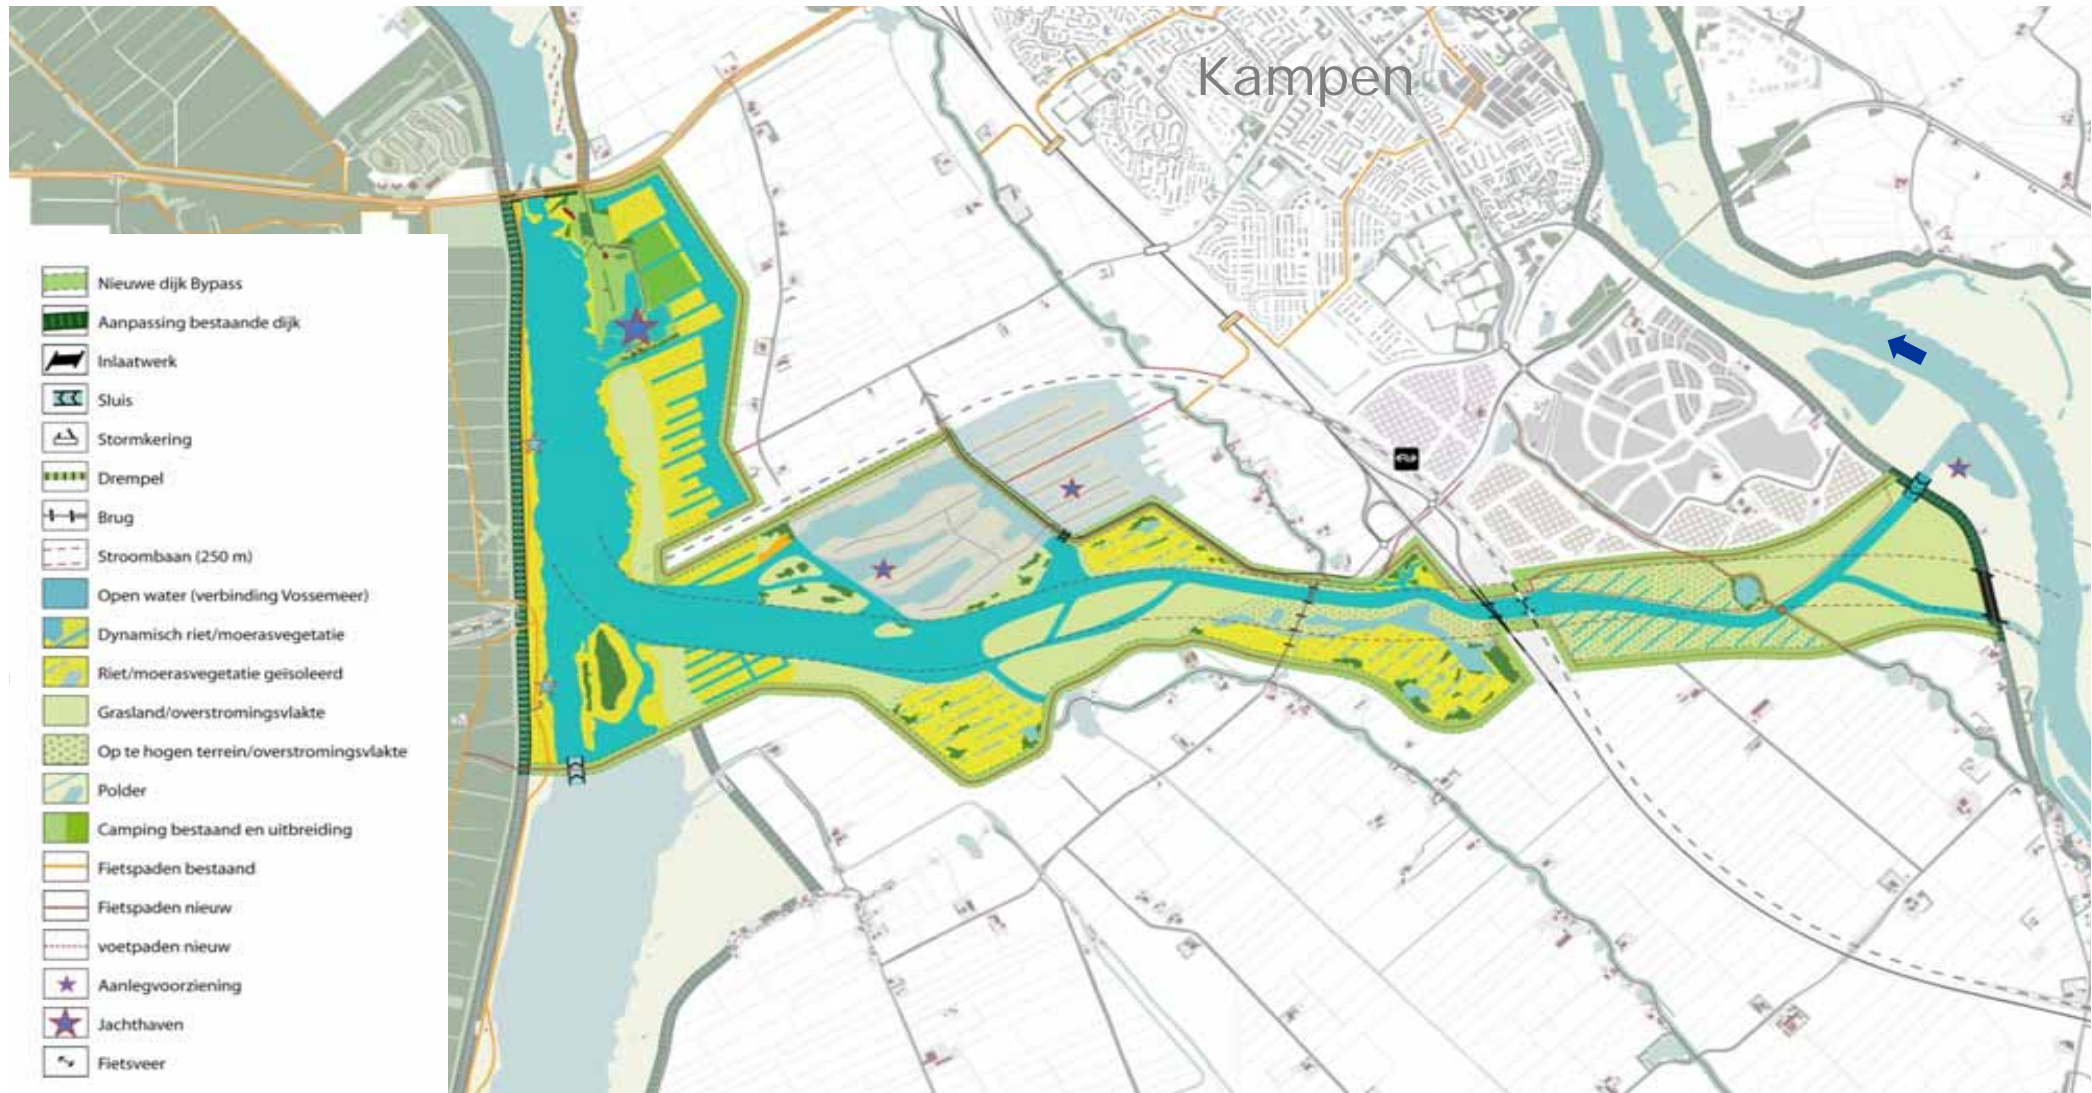 Kampen
Nieuwe dijk Bypass
Aanpassing bestaande dijk
Inlaatwerk
Sluis
Stormkering
Drempel
Brug
Stroombaan (250 m)
Open water (verbinding Vossemeer)
Dynamisch riet/moerasvegetatie
Riet/moerasvegetatie geïsoleerd
Grasland/overstromingsvlakte
Op te hogen terrein/overstromingsvlakte
Polder
Camping bestaand en uitbreiding
Fietspaden bestaand
Fietspaden nieuw
voetpaden nieuw
Aanlegvoorziening
Jachthaven
Fietsveer